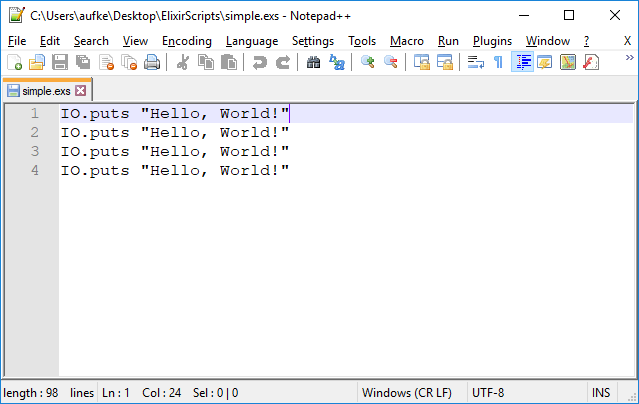 C:\Users\aufke\Desktop\ElixirScripts\simple.exs - Notepad++
File Edit Search View Encoding Language Settings Tools Macro Run Plugins Window ? X
simple.exs
1 IO.puts "Hello, World!"
2 IO.puts "Hello, World!"
3 IO.puts "Hello, World!"
4 IO.puts "Hello, World!"
length : 98 lines Ln : 1 Col : 24 Sel : 0 | 0 Windows (CR LF) UTF-8 INS